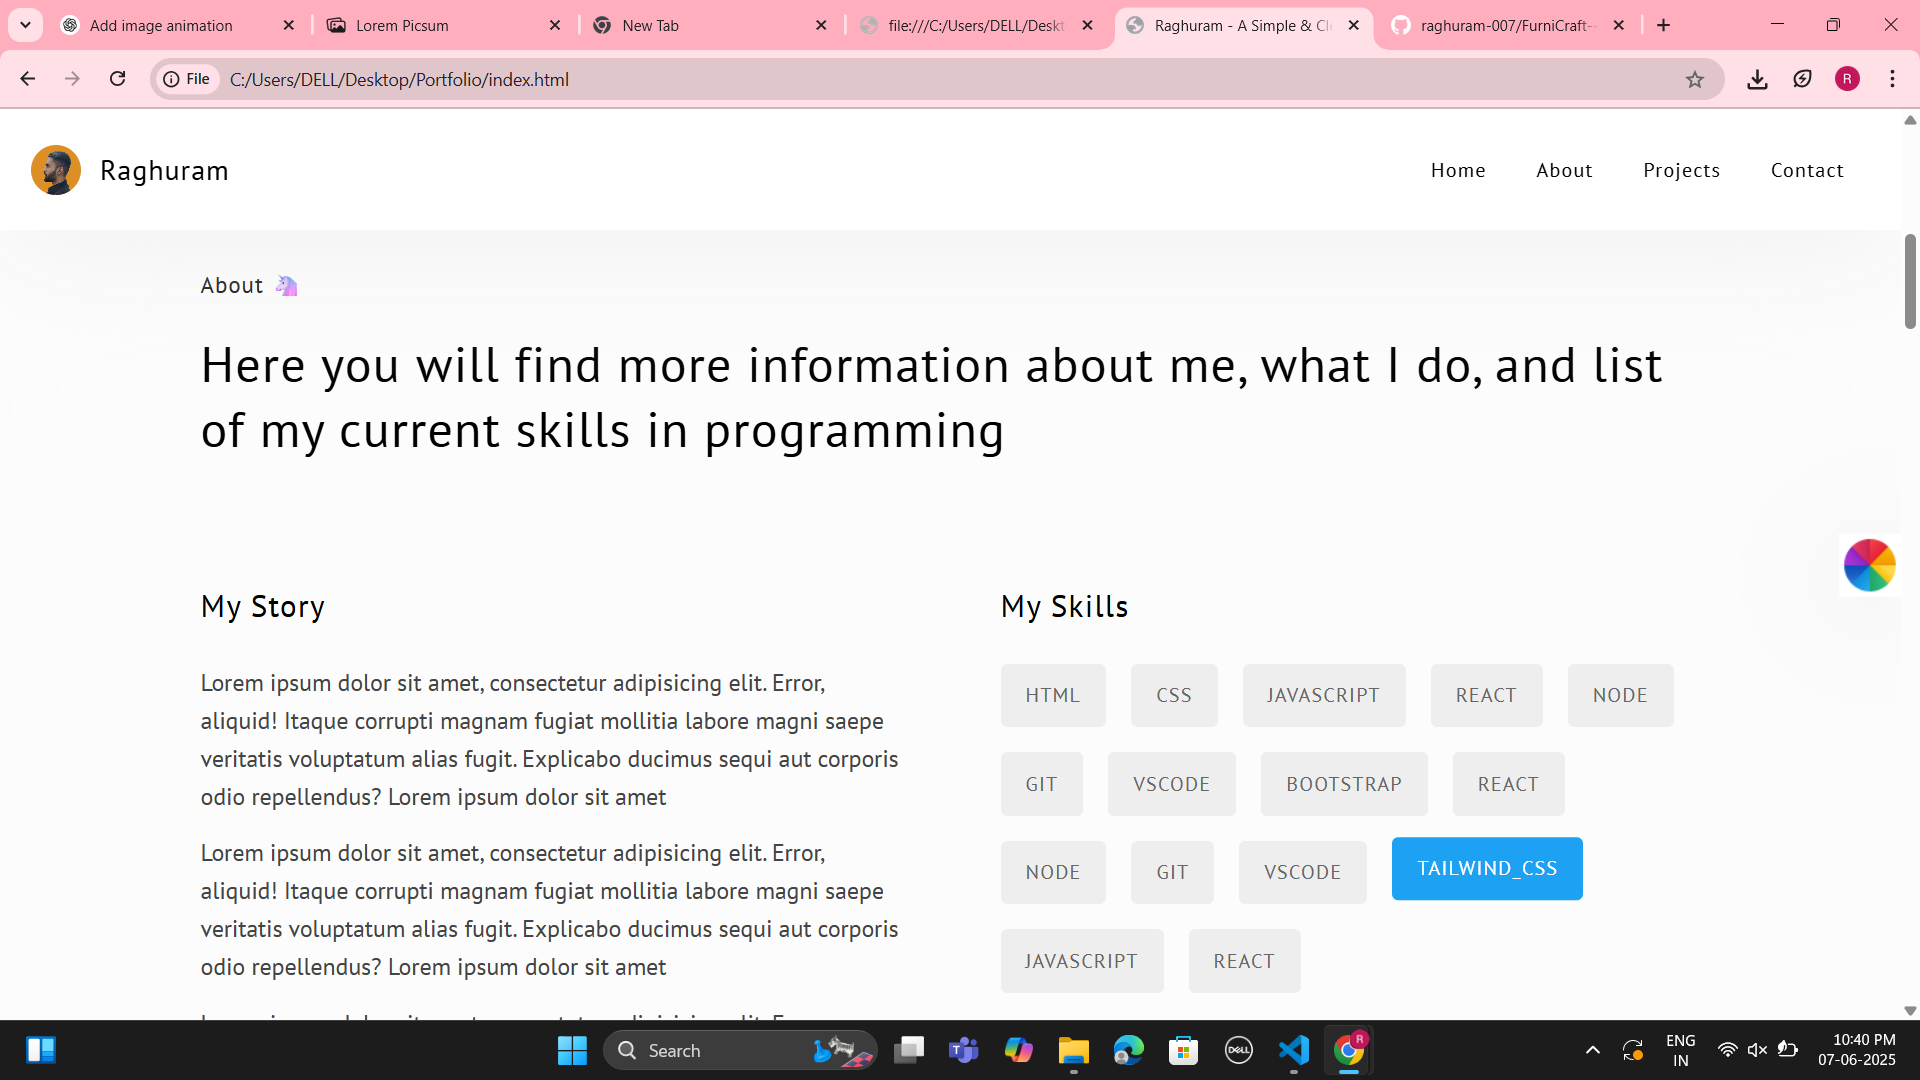 Add image animation
Lorem Picsum
New Tab
file:///C:/Users/DELL/Deskt
Raghuram - A Simple & Cl
raghuram-007/FurniCraft-
File
C:/Users/DELL/Desktop/Portfolio/index.html
R
Raghuram
Home
About
Projects
Contact
About 🦄
Here you will find more information about me, what I do, and list
of my current skills in programming
My Story
Lorem ipsum dolor sit amet, consectetur adipisicing elit. Error,
aliquid! Itaque corrupti magnam fugiat mollitia labore magni saepe
veritatis voluptatum alias fugit. Explicabo ducimus sequi aut corporis
odio repellendus? Lorem ipsum dolor sit amet
Lorem ipsum dolor sit amet, consectetur adipisicing elit. Error,
aliquid! Itaque corrupti magnam fugiat mollitia labore magni saepe
veritatis voluptatum alias fugit. Explicabo ducimus sequi aut corporis
odio repellendus? Lorem ipsum dolor sit amet
My Skills
HTML
CSS
JAVASCRIPT
REACT
NODE
GIT
VSCODE
BOOTSTRAP
REACT
NODE
GIT
VSCODE
TAILWIND_CSS
JAVASCRIPT
REACT
Search
DELL
R
ENG
IN
10:40 PM
07-06-2025